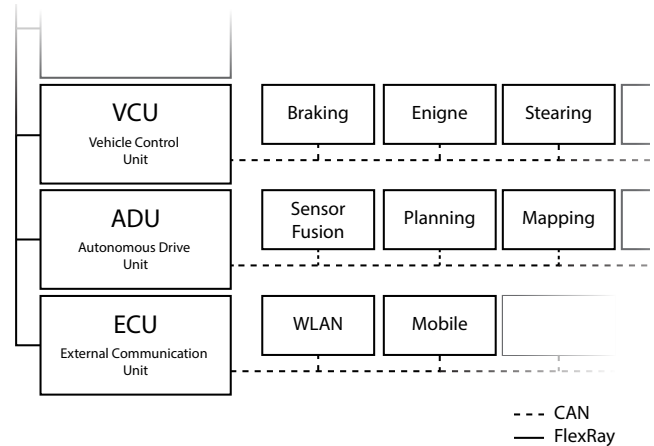 VCU
Vehicle Control
Unit
Braking
Enigne
Stearing
ADU
Autonomous Drive
Unit
Sensor
Fusion
Planning
Mapping
ECU
External Communication
Unit
WLAN
Mobile
CAN
FlexRay